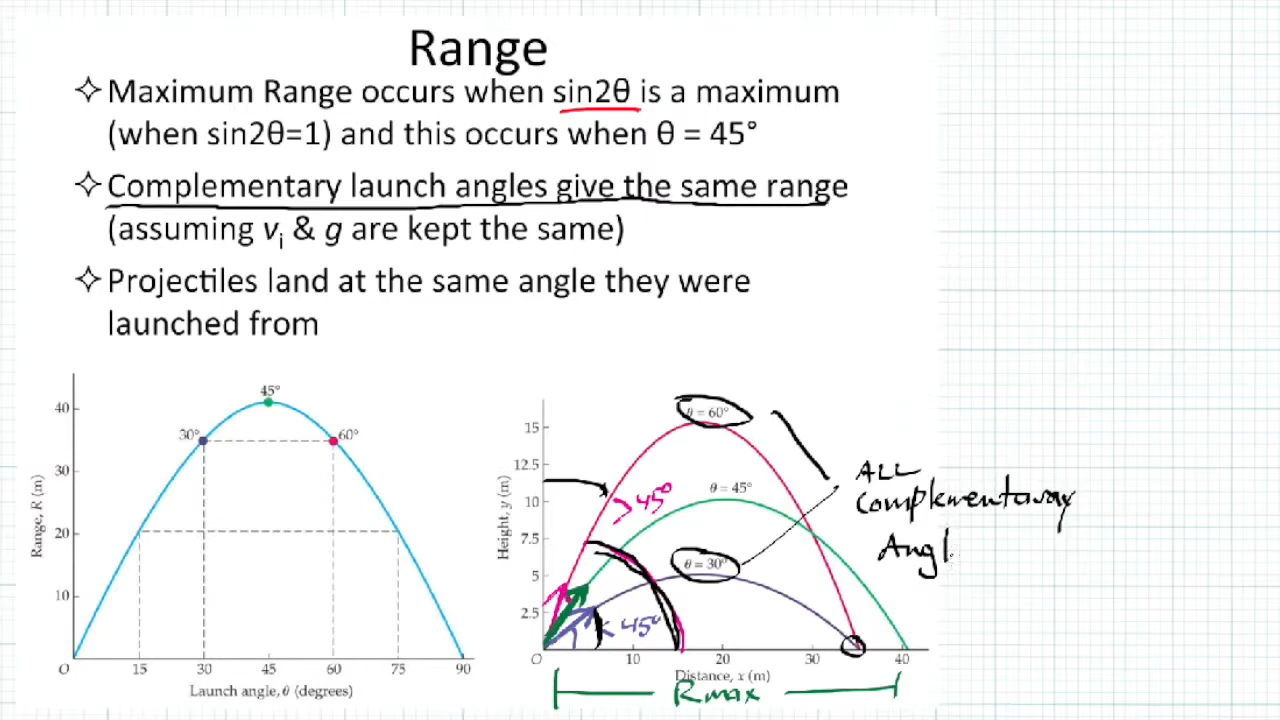 Range
✧ Maximum Range occurs when sin2θ is a maximum
(when sin2θ=1) and this occurs when θ = 45°
✧ Complementary launch angles give the same range
(assuming vi & g are kept the same)
✧ Projectiles land at the same angle they were
launched from
Range, R (m)
40
30
20
10
O
15
30
45
60
75
90
30°
45°
60°
Launch angle, θ (degrees)
Height, y (m)
15
12.5
10
7.5
5
2.5
O
10
20
30
40
θ = 60°
θ = 45°
θ = 30°
>45°
<45°
Distance, x (m)
Rmax
ALL
Complementaway
Angl